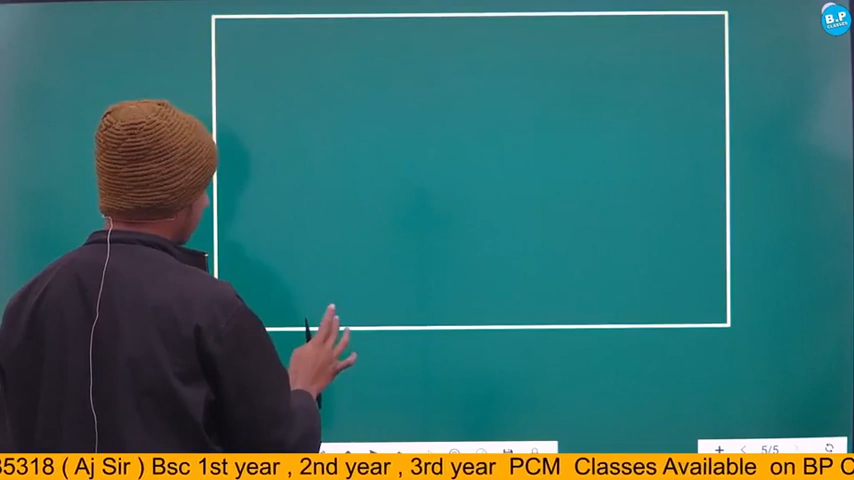 B.P
CLASSES
5/5
35318 ( Aj Sir ) Bsc 1st year , 2nd year , 3rd year PCM Classes Available on BP C